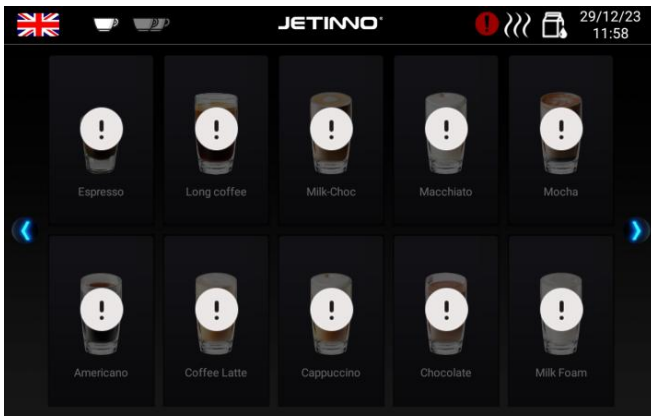 JETINNO
29/12/23
11:58
Espresso
Long coffee
Milk-Choc
Macchiato
Mocha
Americano
Coffee Latte
Cappuccino
Chocolate
Milk Foam